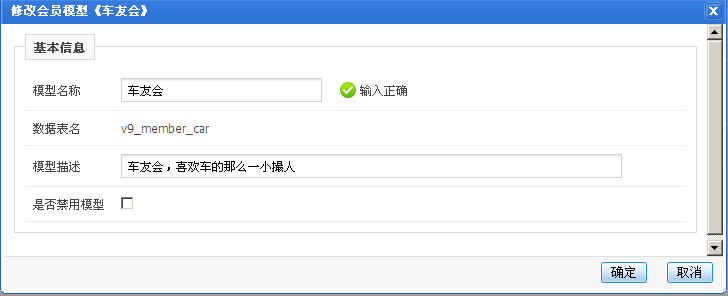 修改会员模型《车友会》
基本信息
模型名称 车友会 输入正确
数据表名 v9_member_car
模型描述 车友会，喜欢车的那么一小撮人
是否禁用模型
确定 取消